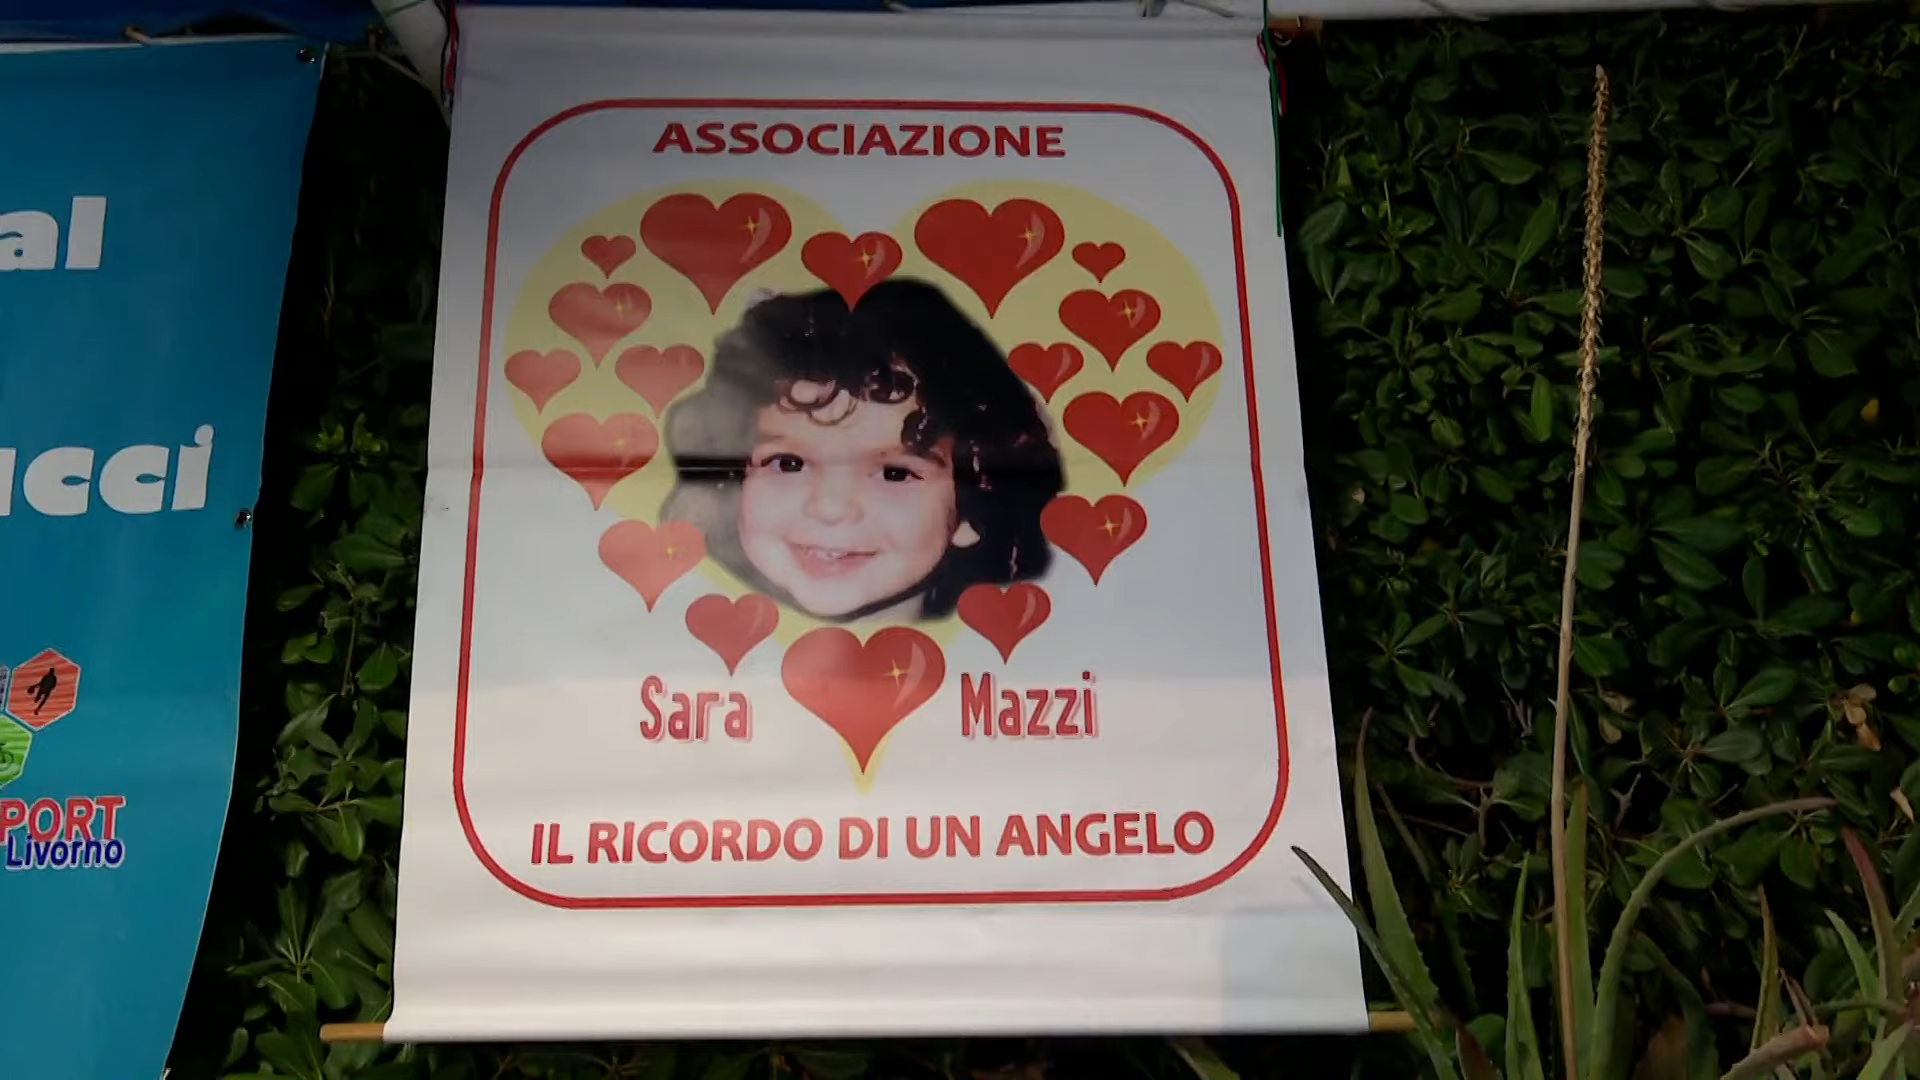 al
ucci
PORT
Livorno
ASSOCIAZIONE
Sara Mazzi
IL RICORDO DI UN ANGELO